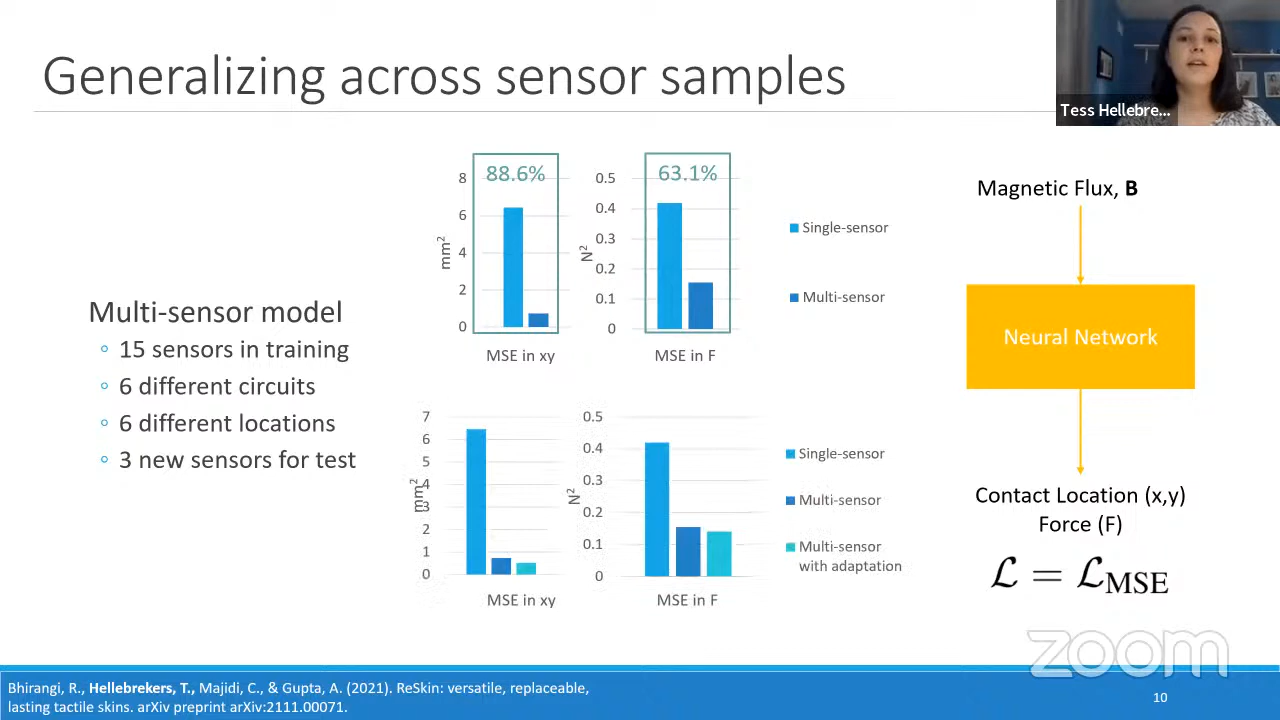 Generalizing across sensor samples
Tess Hellebre...
Multi-sensor model
15 sensors in training
6 different circuits
6 different locations
3 new sensors for test
88.6%
8
6
4
2
0
mm²
MSE in xy
63.1%
0.5
0.4
0.3
0.2
0.1
0
N²
MSE in F
Single-sensor
Multi-sensor
7
6
5
4
3
2
1
0
mm²
MSE in xy
0.5
0.4
0.3
0.2
0.1
0
N²
MSE in F
Single-sensor
Multi-sensor
Multi-sensor
with adaptation
Magnetic Flux, B
Neural Network
Contact Location (x,y)
Force (F)
ℒ = ℒMSE
zoom
Bhirangi, R., Hellebrekers, T., Majidi, C., & Gupta, A. (2021). ReSkin: versatile, replaceable,
lasting tactile skins. arXiv preprint arXiv:2111.00071.
10